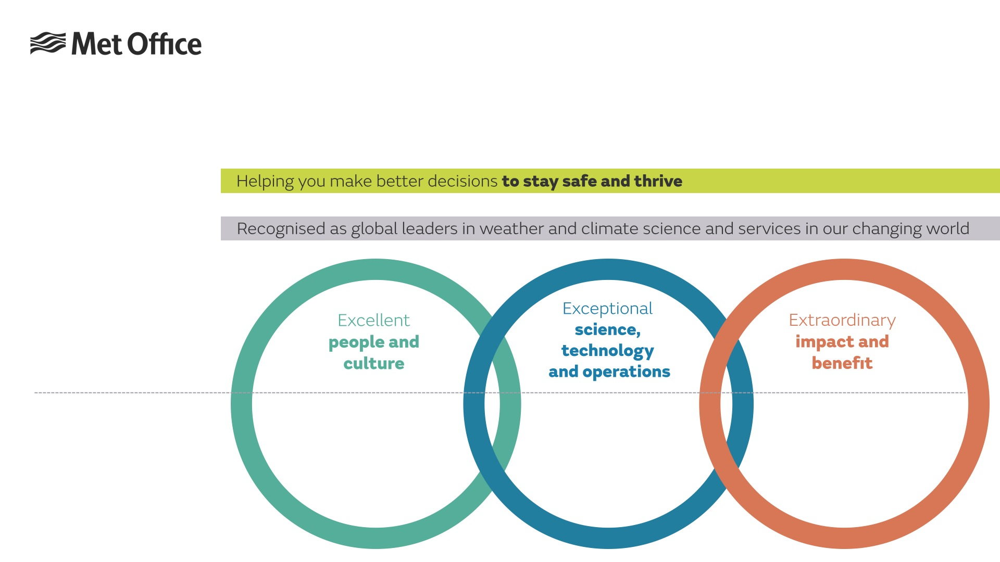 Met Office
Helping you make better decisions to stay safe and thrive
Recognised as global leaders in weather and climate science and services in our changing world
Excellent
people and
culture
Exceptional
science,
technology
and operations
Extraordinary
impact and
benefit